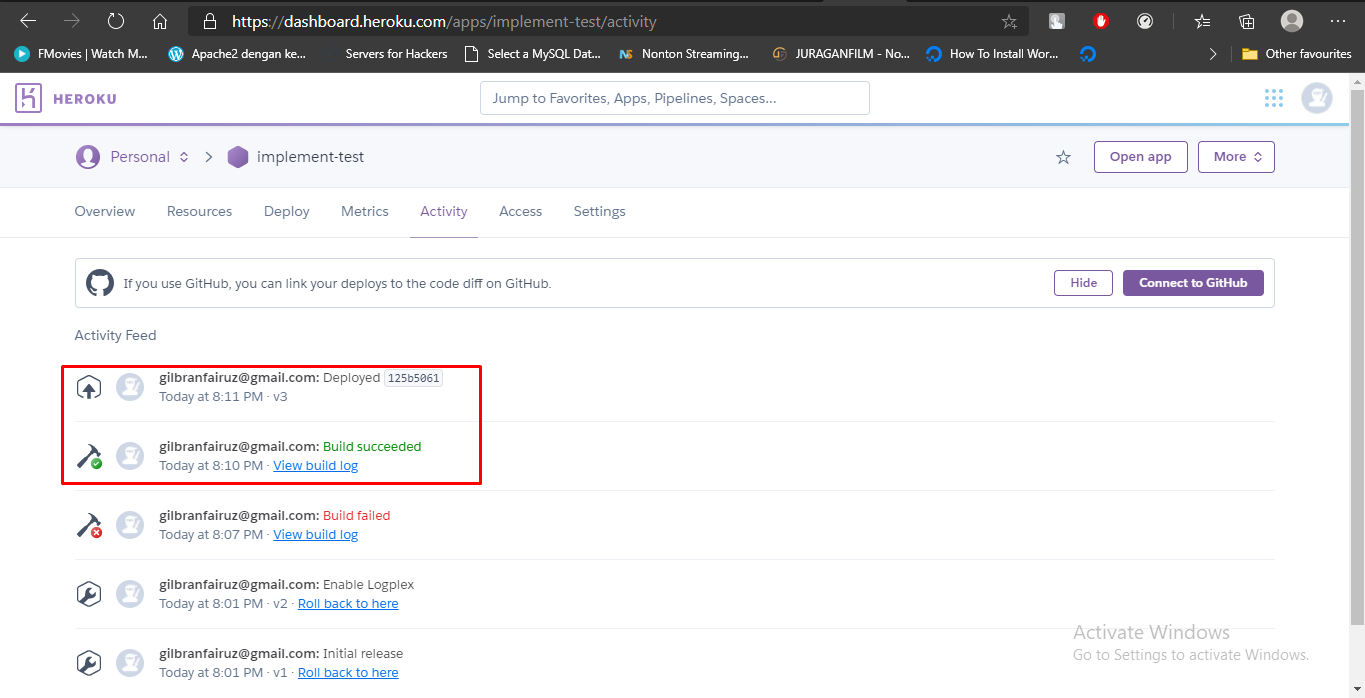 https://dashboard.heroku.com/apps/implement-test/activity
FMovies | Watch M... Apache2 dengan ke... Servers for Hackers Select a MySQL Dat... Nonton Streaming... JURAGANFILM - No... How To Install Wor... Other favourites
HEROKU
Jump to Favorites, Apps, Pipelines, Spaces...
Personal implement-test Open app More
Overview Resources Deploy Metrics Activity Access Settings
If you use GitHub, you can link your deploys to the code diff on GitHub. Hide Connect to GitHub
Activity Feed
gilbranfairuz@gmail.com: Deployed 125b5061
Today at 8:11 PM · v3
gilbranfairuz@gmail.com: Build succeeded
Today at 8:10 PM · View build log
gilbranfairuz@gmail.com: Build failed
Today at 8:07 PM · View build log
gilbranfairuz@gmail.com: Enable Logplex
Today at 8:01 PM · v2 · Roll back to here
gilbranfairuz@gmail.com: Initial release
Today at 8:01 PM · v1 · Roll back to here
Activate Windows
Go to Settings to activate Windows.